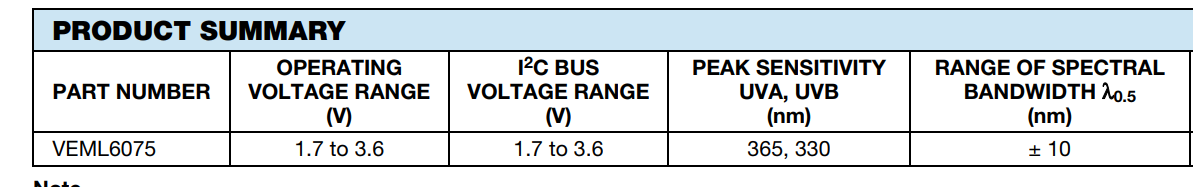 PRODUCT SUMMARY
PART NUMBER
OPERATING
VOLTAGE RANGE
(V)
I²C BUS
VOLTAGE RANGE
(V)
PEAK SENSITIVITY
UVA, UVB
(nm)
RANGE OF SPECTRAL
BANDWIDTH λ0.5
(nm)
VEML6075
1.7 to 3.6
1.7 to 3.6
365, 330
± 10